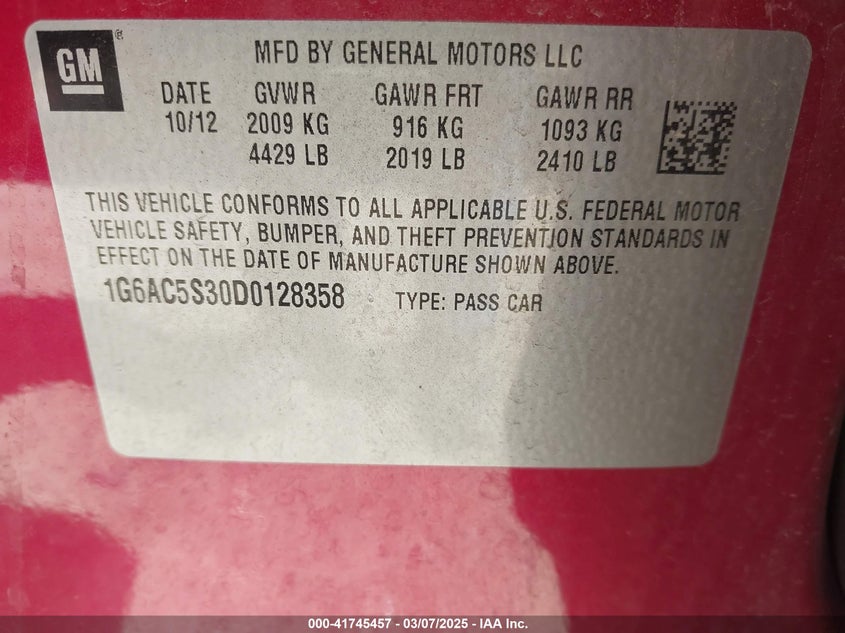 GM
MFD BY GENERAL MOTORS LLC
DATE GVWR GAWR FRT GAWR RR
10/12 2009 KG 916 KG 1093 KG
4429 LB 2019 LB 2410 LB
THIS VEHICLE CONFORMS TO ALL APPLICABLE U.S. FEDERAL MOTOR
VEHICLE SAFETY, BUMPER, AND THEFT PREVENTION STANDARDS IN
EFFECT ON THE DATE OF MANUFACTURE SHOWN ABOVE.
1G6AC5S30D0128358 TYPE: PASS CAR
000-41745457 - 03/07/2025 - IAA Inc.